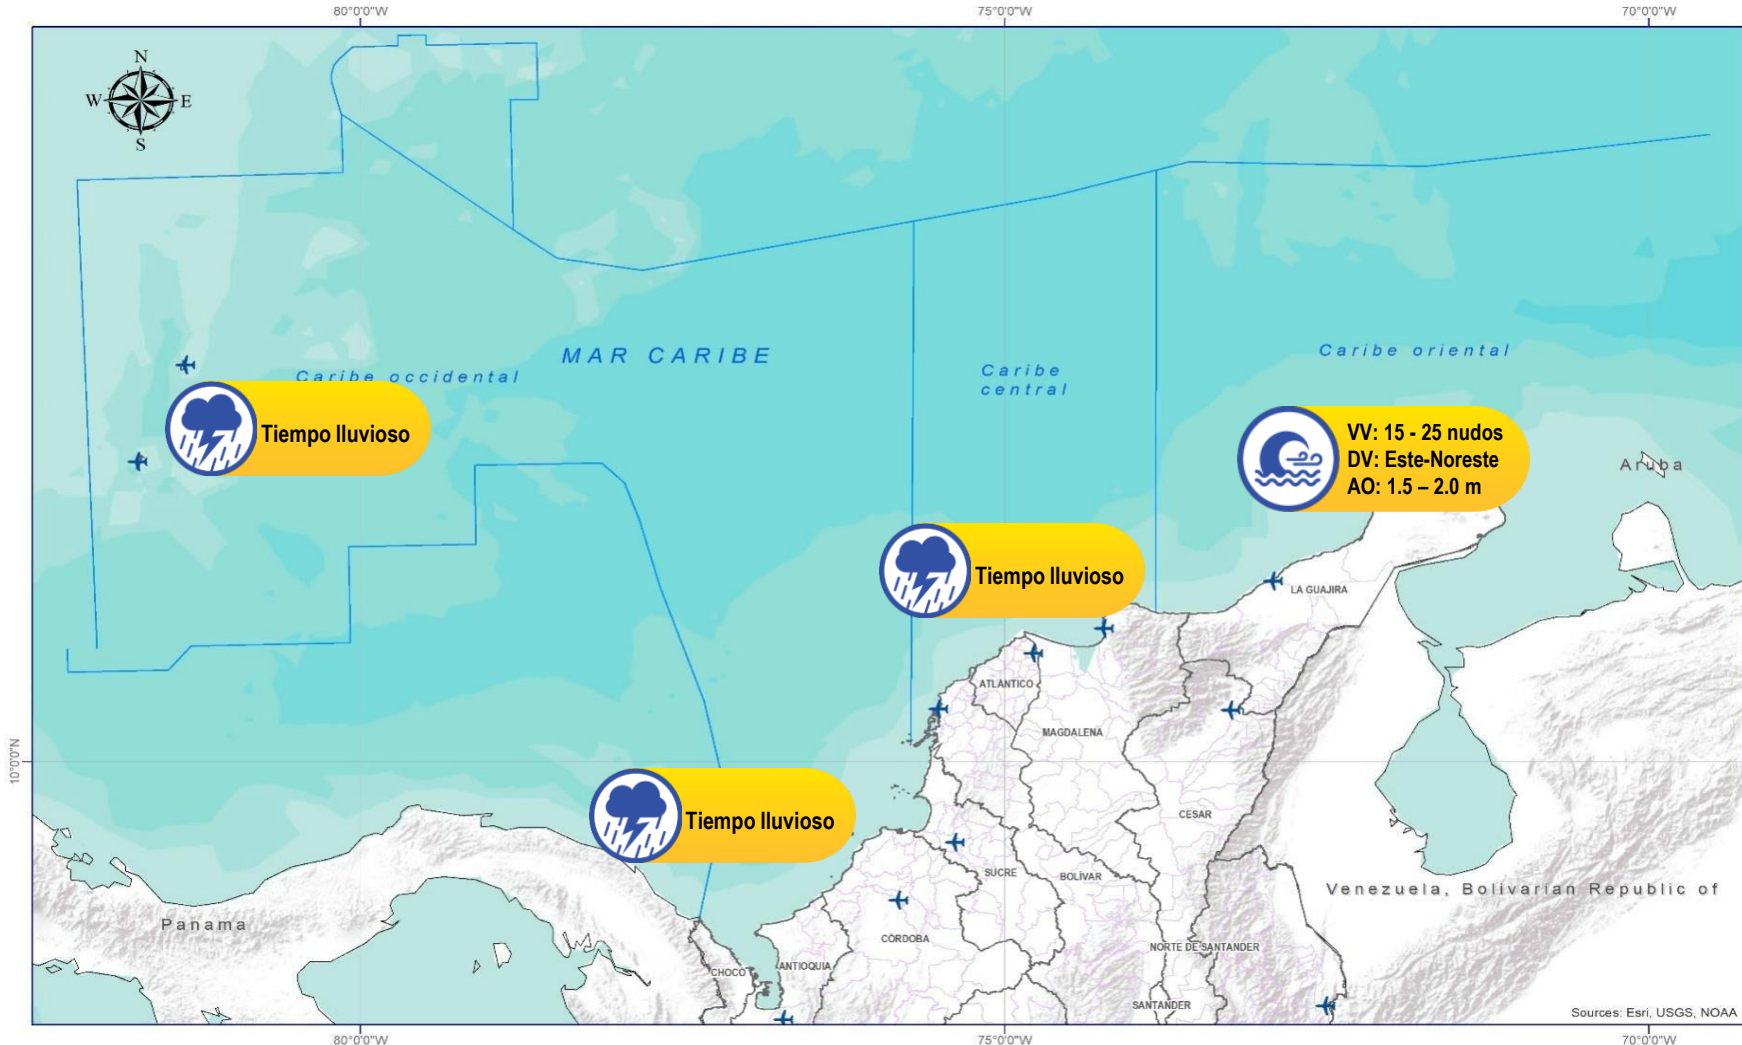 80°0'0"W
75°0'0"W
70°0'0"W
N
W
E
S
MAR CARIBE
Caribe occidental
Caribe
central
Caribe oriental
Tiempo lluvioso
VV: 15 - 25 nudos
DV: Este-Noreste
AO: 1.5 – 2.0 m
Aruba
Tiempo lluvioso
LA GUAJIRA
ATLÁNTICO
MAGDALENA
10°0'0"N
Tiempo lluvioso
CESAR
SUCRE
BOLÍVAR
Venezuela, Bolivarian Republic of
Panama
CÓRDOBA
NORTE DE SANTANDER
CHOCÓ
ANTIOQUIA
SANTANDER
Sources: Esri, USGS, NOAA
80°0'0"W
75°0'0"W
70°0'0"W